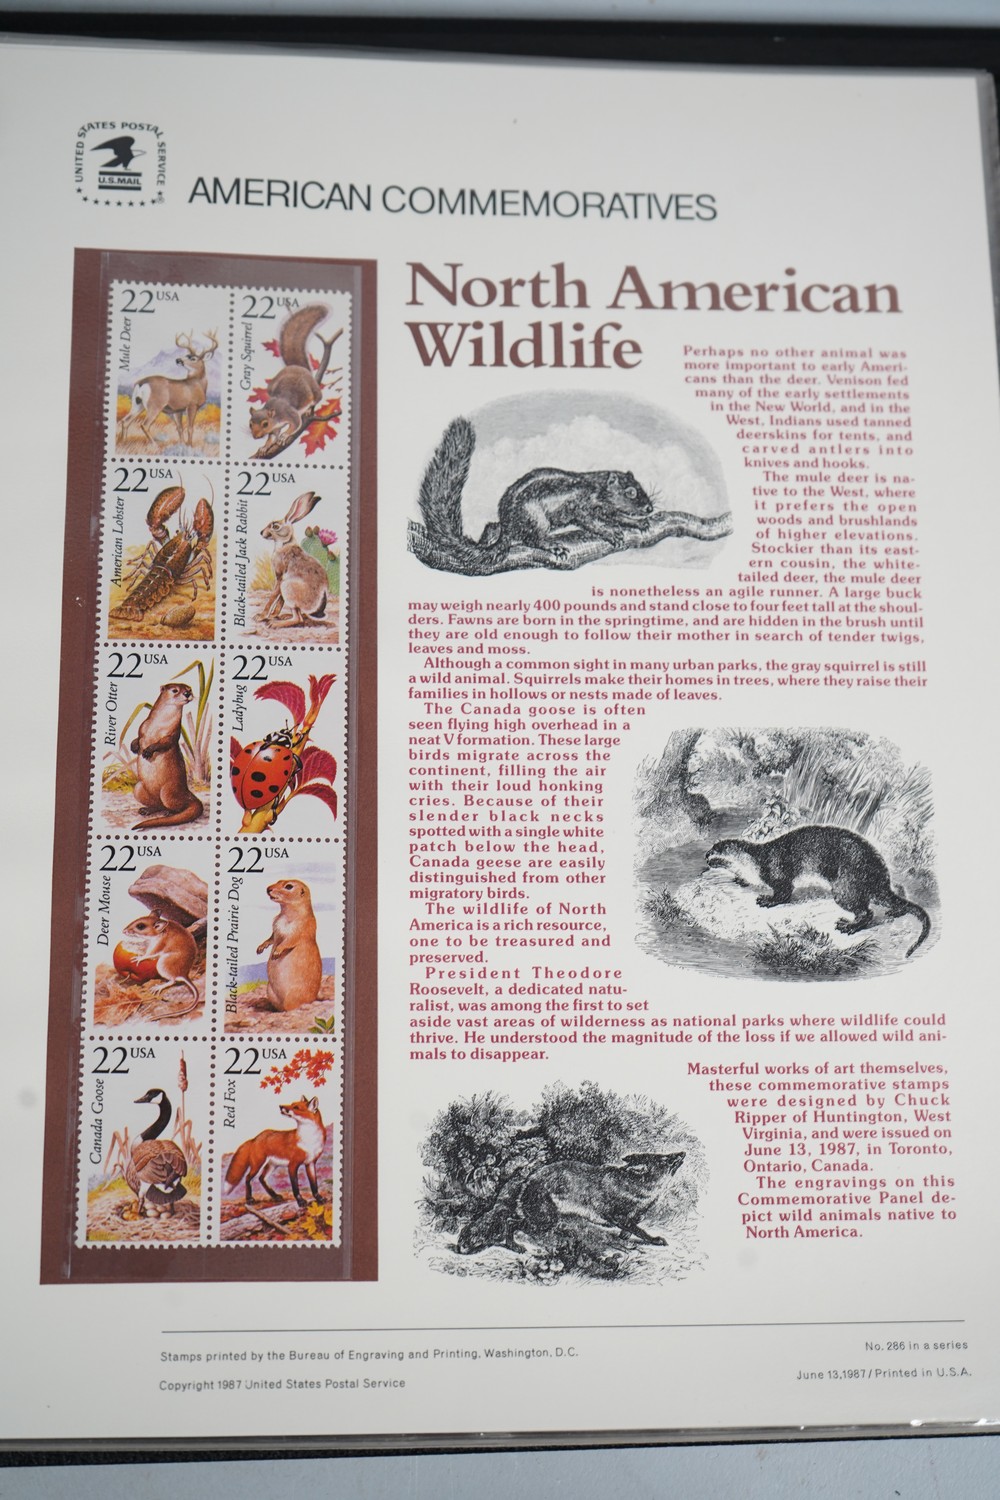 UNITED STATES POSTAL SERVICE
U.S.MAIL
AMERICAN COMMEMORATIVES
22 USA
Mule Deer
22 USA
Gray Squirrel
22 USA
American Lobster
22 USA
Black-tailed Jack Rabbit
22 USA
River Otter
22 USA
Ladybug
22 USA
Deer Mouse
22 USA
Black-tailed Prairie Dog
22 USA
Canada Goose
22 USA
Red Fox
North American
Wildlife
Perhaps no other animal was
more important to early Ameri-
cans than the deer. Venison fed
many of the early settlements
in the New World, and in the
West, Indians used tanned
deerskins for tents, and
carved antlers into
knives and hooks.
The mule deer is na-
tive to the West, where
it prefers the open
woods and brushlands
of higher elevations.
Stockier than its east-
ern cousin, the white-
tailed deer, the mule deer
is nonetheless an agile runner. A large buck
may weigh nearly 400 pounds and stand close to four feet tall at the shoul-
ders. Fawns are born in the springtime, and are hidden in the brush until
they are old enough to follow their mother in search of tender twigs,
leaves and moss.
Although a common sight in many urban parks, the gray squirrel is still
a wild animal. Squirrels make their homes in trees, where they raise their
families in hollows or nests made of leaves.
The Canada goose is often
seen flying high overhead in a
neat V formation. These large
birds migrate across the
continent, filling the air
with their loud honking
cries. Because of their
slender black necks
spotted with a single white
patch below the head,
Canada geese are easily
distinguished from other
migratory birds.
The wildlife of North
America is a rich resource,
one to be treasured and
preserved.
President Theodore
Roosevelt, a dedicated natu-
ralist, was among the first to set
aside vast areas of wilderness as national parks where wildlife could
thrive. He understood the magnitude of the loss if we allowed wild ani-
mals to disappear.
Masterful works of art themselves,
these commemorative stamps
were designed by Chuck
Ripper of Huntington, West
Virginia, and were issued on
June 13, 1987, in Toronto,
Ontario, Canada.
The engravings on this
Commemorative Panel de-
pict wild animals native to
North America.
Stamps printed by the Bureau of Engraving and Printing, Washington, D.C.
Copyright 1987 United States Postal Service
No. 286 in a series
June 13, 1987 / Printed in U.S.A.